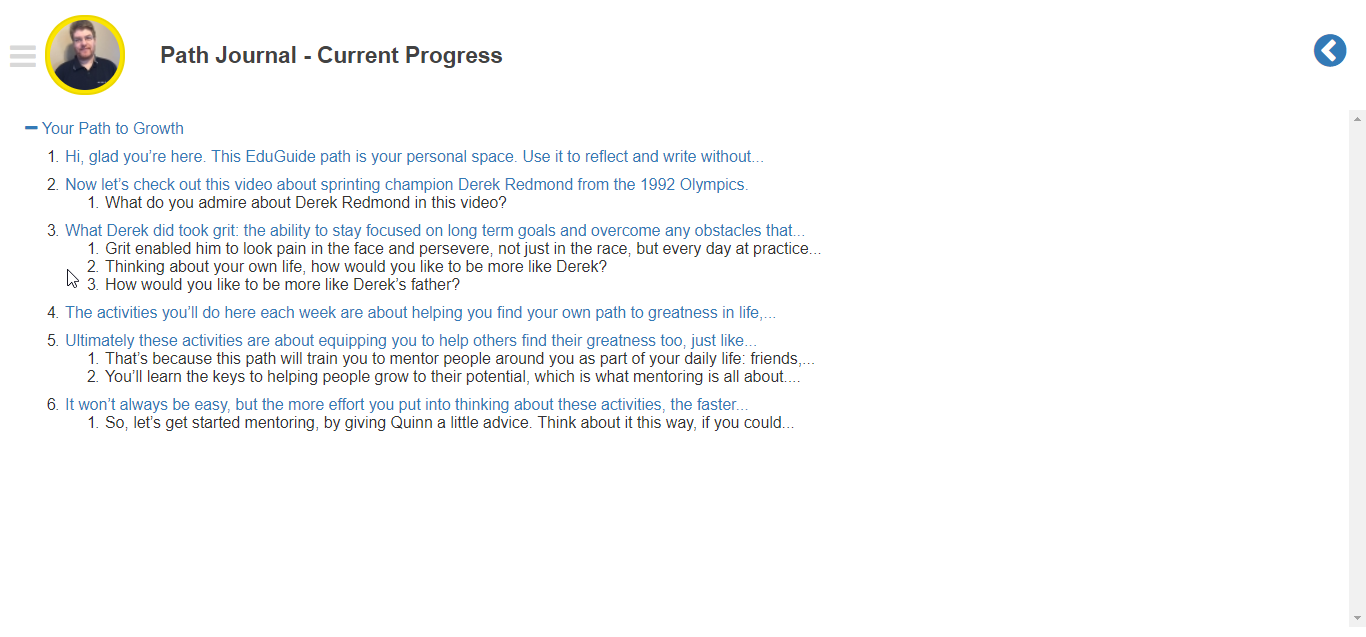 Path Journal - Current Progress
Your Path to Growth
1. Hi, glad you’re here. This EduGuide path is your personal space. Use it to reflect and write without...
2. Now let’s check out this video about sprinting champion Derek Redmond from the 1992 Olympics.
1. What do you admire about Derek Redmond in this video?
3. What Derek did took grit: the ability to stay focused on long term goals and overcome any obstacles that...
1. Grit enabled him to look pain in the face and persevere, not just in the race, but every day at practice...
2. Thinking about your own life, how would you like to be more like Derek?
3. How would you like to be more like Derek’s father?
4. The activities you’ll do here each week are about helping you find your own path to greatness in life,...
5. Ultimately these activities are about equipping you to help others find their greatness too, just like...
1. That’s because this path will train you to mentor people around you as part of your daily life: friends,...
2. You’ll learn the keys to helping people grow to their potential, which is what mentoring is all about....
6. It won’t always be easy, but the more effort you put into thinking about these activities, the faster...
1. So, let’s get started mentoring, by giving Quinn a little advice. Think about it this way, if you could...